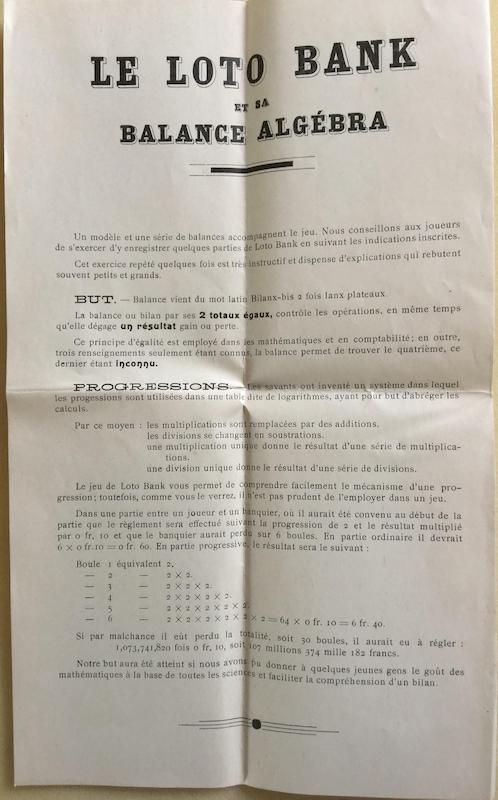 LE LOTO BANK
ET SA
BALANCE ALGÉBRA
Un modèle et une série de balances accompagnent le jeu. Nous conseillons aux joueurs
de s'exercer d'y enregistrer quelques parties de Loto Bank en suivant les indications inscrites.
Cet exercice repété quelques fois est très instructif et dispense d'explications qui rebutent
souvent petits et grands.
BUT. — Balance vient du mot latin Bilanx-bis 2 fois lanx plateaux.
La balance ou bilan par ses 2 totaux égaux, contrôle les opérations, en même temps
qu'elle dégage un résultat gain ou perte.
Ce principe d'égalité est employé dans les mathématiques et en comptabilité; en outre,
trois renseignements seulement étant connus, la balance permet de trouver le quatrième, ce
dernier étant inconnu.
PROGRESSIONS. — Les savants ont inventé un système dans lequel
les progessions sont utilisées dans une table dite de logarithmes, ayant pour but d'abréger les
calculs.
Par ce moyen : les multiplications sont remplacées par des additions.
les divisions se changent en soustrations.
une multiplication unique donne le résultat d'une série de multiplica-
tions.
une division unique donne le résultat d'une série de divisions.
Le jeu de Loto Bank vous permet de comprendre facilement le mécanisme d'une pro-
gression; toutefois, comme vous le verrez, il n'est pas prudent de l'employer dans un jeu.
Dans une partie entre un joueur et un banquier, où il aurait été convenu au début de la
partie que le règlement sera effectué suivant la progression de 2 et le résultat multiplié
par 0 fr, 10 et que le banquier aurait perdu sur 6 boules. En partie ordinaire il devrait
6 × 0 fr. 10 = 0 fr. 60. En partie progressive, le résultat sera le suivant :
Boule 1 équivalent 2,
— 2 — 2 × 2.
— 3 — 2 × 2 × 2.
— 4 — 2 × 2 × 2 × 2.
— 5 — 2 × 2 × 2 × 2 × 2.
— 6 — 2 × 2 × 2 × 2 × 2 × 2 = 64 × 0 fr. 10 = 6 fr. 40.
Si par malchance il eût perdu la totalité, soit 30 boules, il aurait eu à régler :
1,073,741,820 fois 0 fr, 10, soit 107 millions 374 mille 182 francs.
Notre but aura été atteint si nous avons pu donner à quelques jeunes gens le goût des
mathématiques à la base de toutes les sciences et faciliter la compréhension d'un bilan.